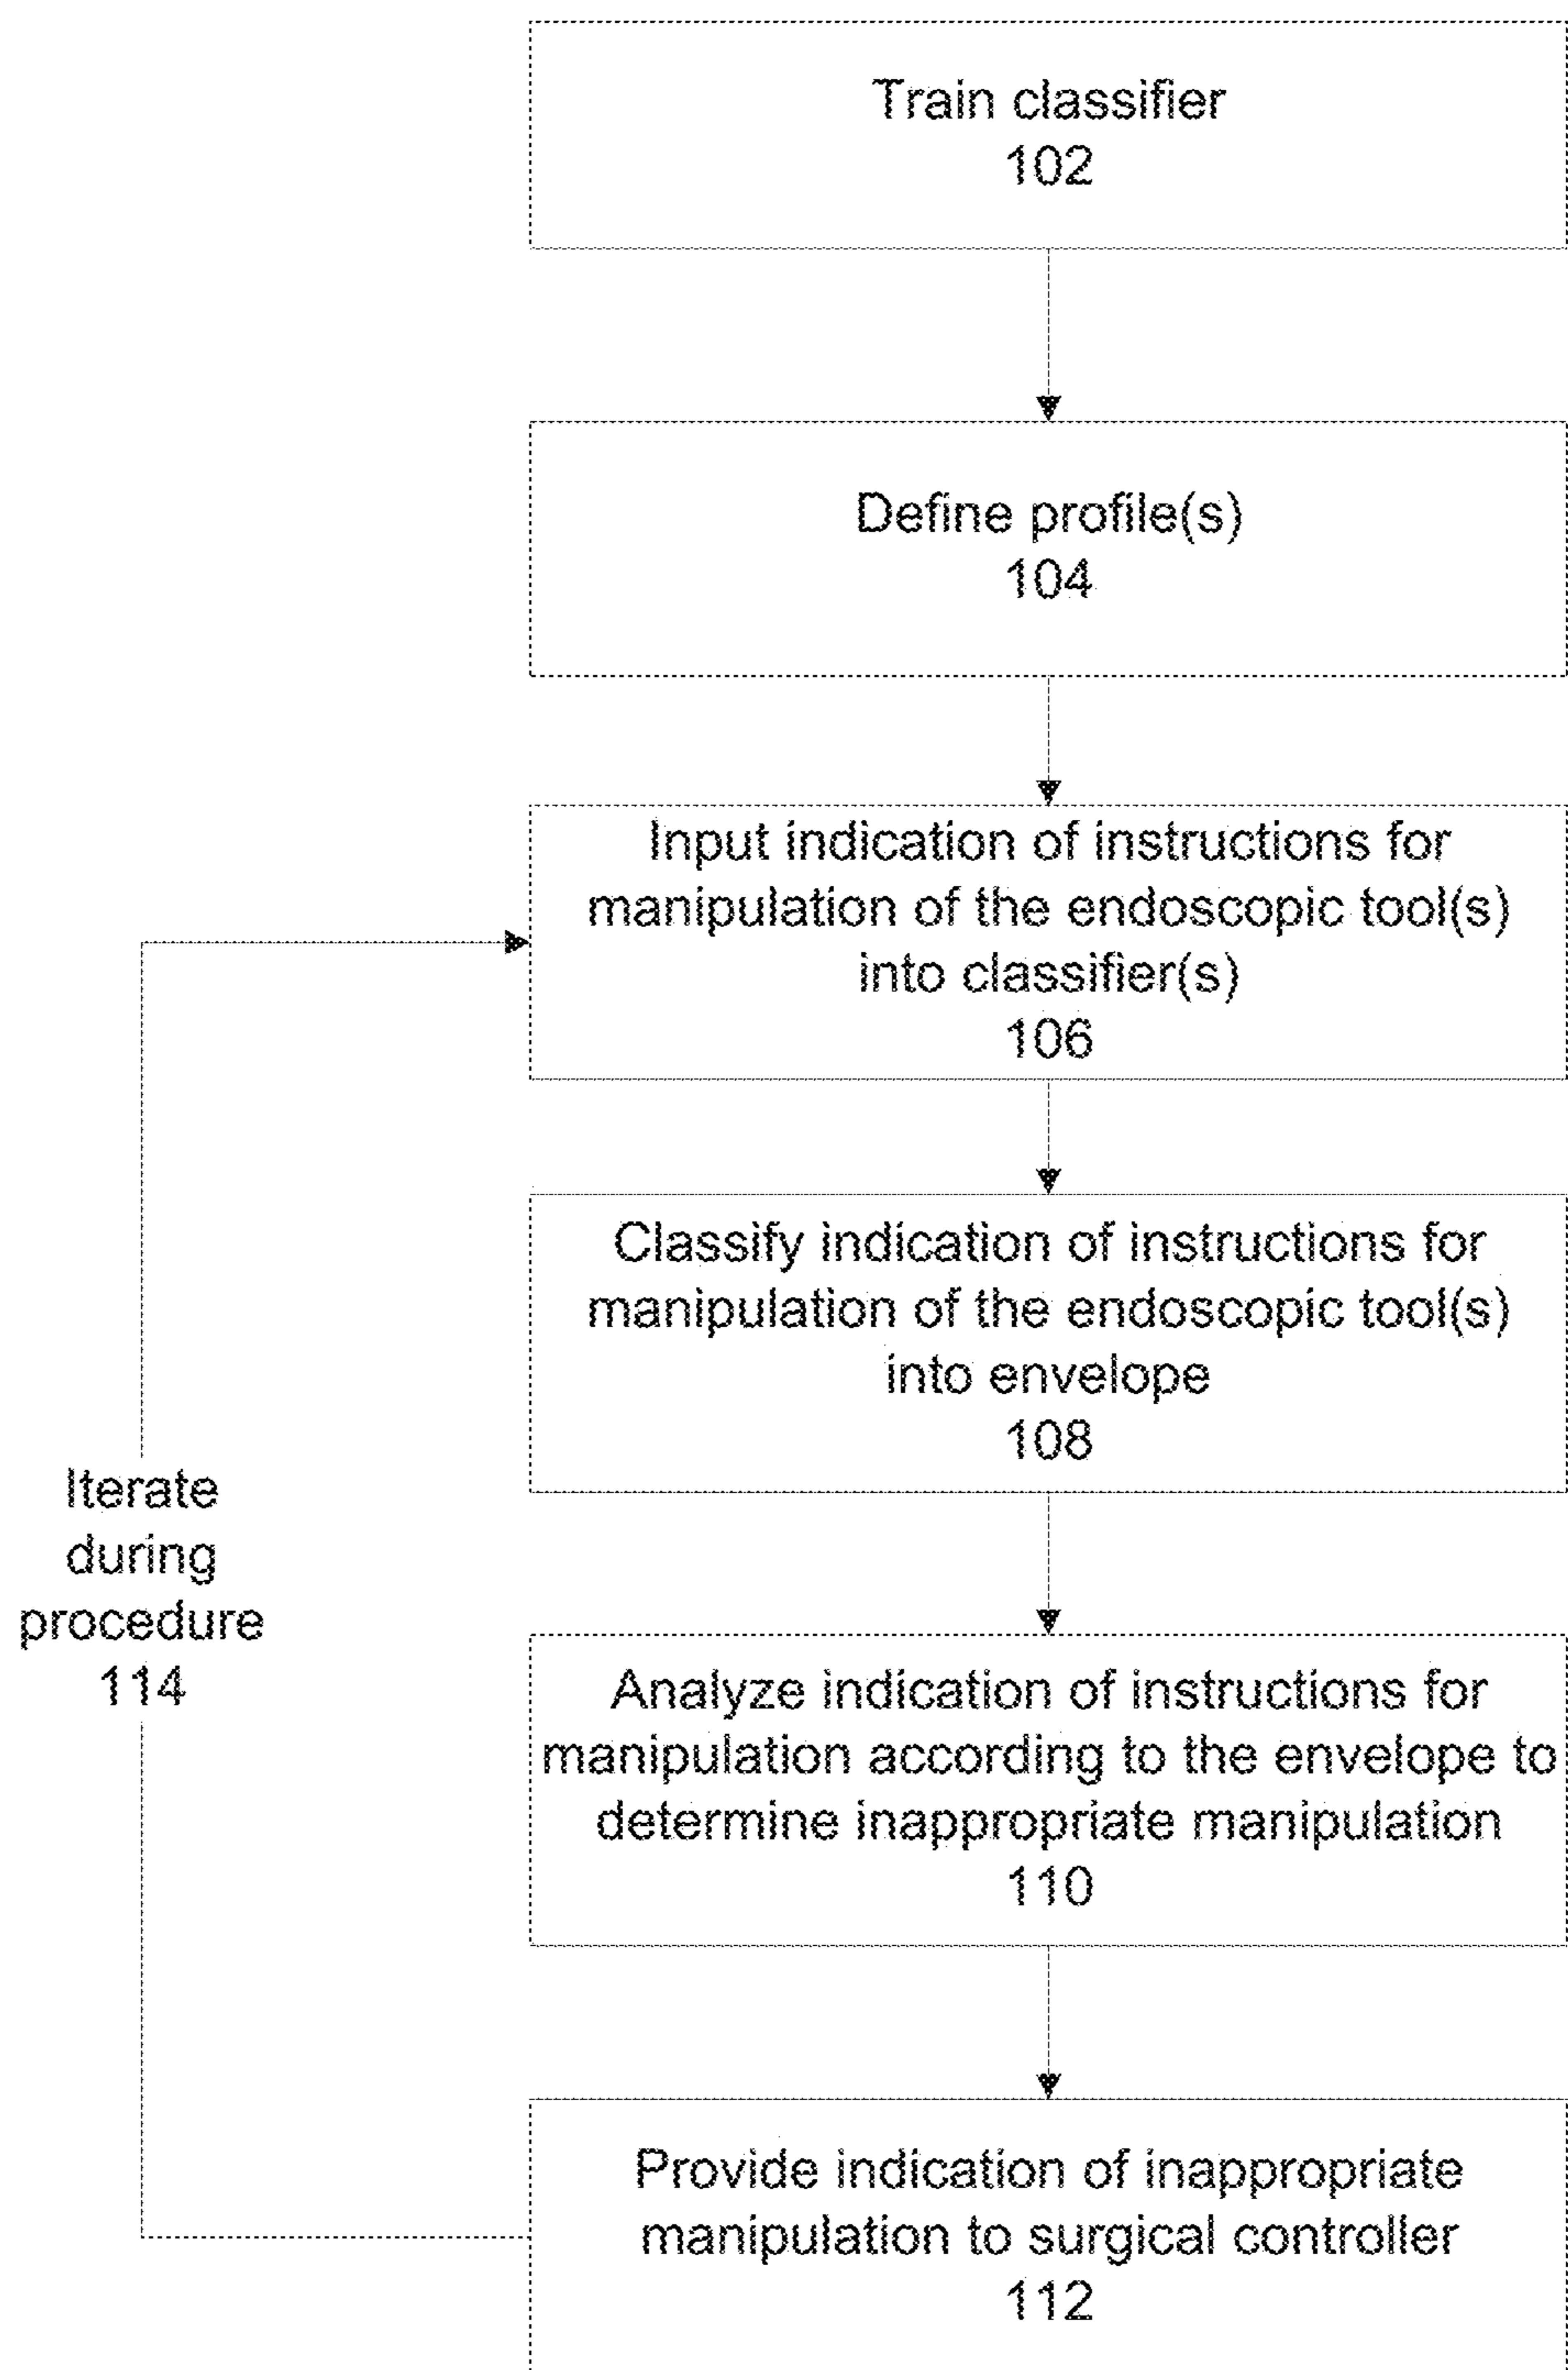 Train classifier
102
Define profile(s)
104
Input indication of instructions for
manipulation of the endoscopic tool(s)
into classifier(s)
106
Classify indication of instructions for
manipulation of the endoscopic tool(s)
into envelope
108
Iterate
during
procedure
114
Analyze indication of instructions for
manipulation according to the envelope to
determine inappropriate manipulation
110
Provide indication of inappropriate
manipulation to surgical controller
112